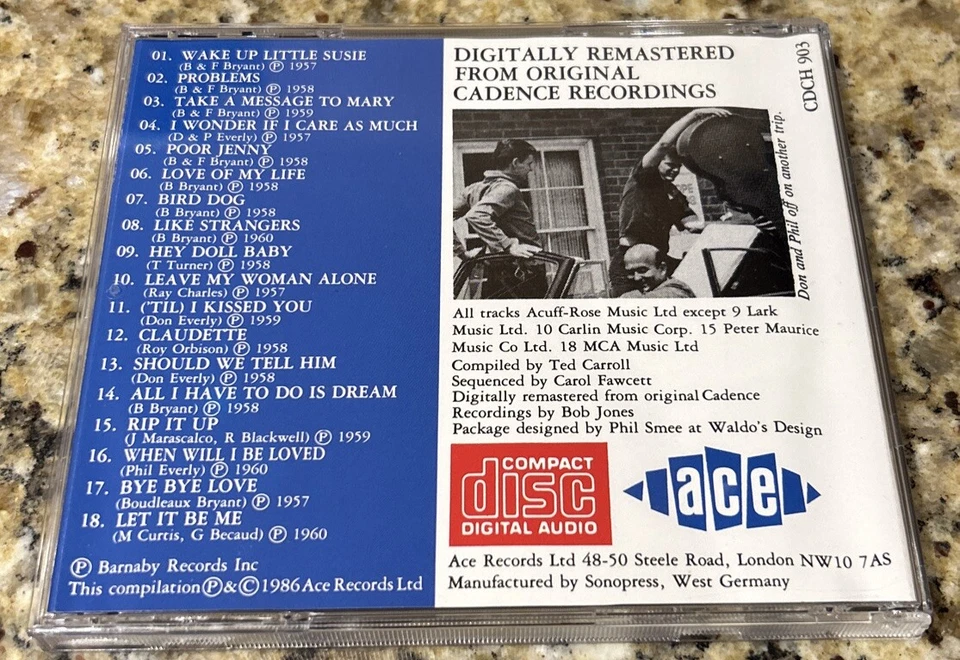 01. WAKE UP LITTLE SUSIE
(B & F Bryant) Ⓟ 1957
02. PROBLEMS
(B & F Bryant) Ⓟ 1958
03. TAKE A MESSAGE TO MARY
(B & F Bryant) Ⓟ 1959
04. I WONDER IF I CARE AS MUCH
(D & P Everly) Ⓟ 1957
05. POOR JENNY
(B & F Bryant) Ⓟ 1958
06. LOVE OF MY LIFE
(B Bryant) Ⓟ 1958
07. BIRD DOG
(B Bryant) Ⓟ 1958
08. LIKE STRANGERS
(B Bryant) Ⓟ 1960
09. HEY DOLL BABY
(T Turner) Ⓟ 1958
10. LEAVE MY WOMAN ALONE
(Ray Charles) Ⓟ 1957
11. ('TIL) I KISSED YOU
(Don Everly) Ⓟ 1959
12. CLAUDETTE
(Roy Orbison) Ⓟ 1958
13. SHOULD WE TELL HIM
(Don Everly) Ⓟ 1958
14. ALL I HAVE TO DO IS DREAM
(B Bryant) Ⓟ 1958
15. RIP IT UP
(J Marascalco, R Blackwell) Ⓟ 1959
16. WHEN WILL I BE LOVED
(Phil Everly) Ⓟ 1960
17. BYE BYE LOVE
(Boudleaux Bryant) Ⓟ 1957
18. LET IT BE ME
(M Curtis, G Becaud) Ⓟ 1960
Ⓟ Barnaby Records Inc
This compilation Ⓟ & © 1986 Ace Records Ltd
DIGITALLY REMASTERED
FROM ORIGINAL
CADENCE RECORDINGS
CDCH 903
Don and Phil off on another trip.
All tracks Acuff-Rose Music Ltd except 9 Lark
Music Ltd. 10 Carlin Music Corp. 15 Peter Maurice
Music Co Ltd. 18 MCA Music Ltd
Compiled by Ted Carroll
Sequenced by Carol Fawcett
Digitally remastered from original Cadence
Recordings by Bob Jones
Package designed by Phil Smee at Waldo's Design
COMPACT
disc
DIGITAL AUDIO
ace
Ace Records Ltd 48-50 Steele Road, London NW10 7AS
Manufactured by Sonopress, West Germany